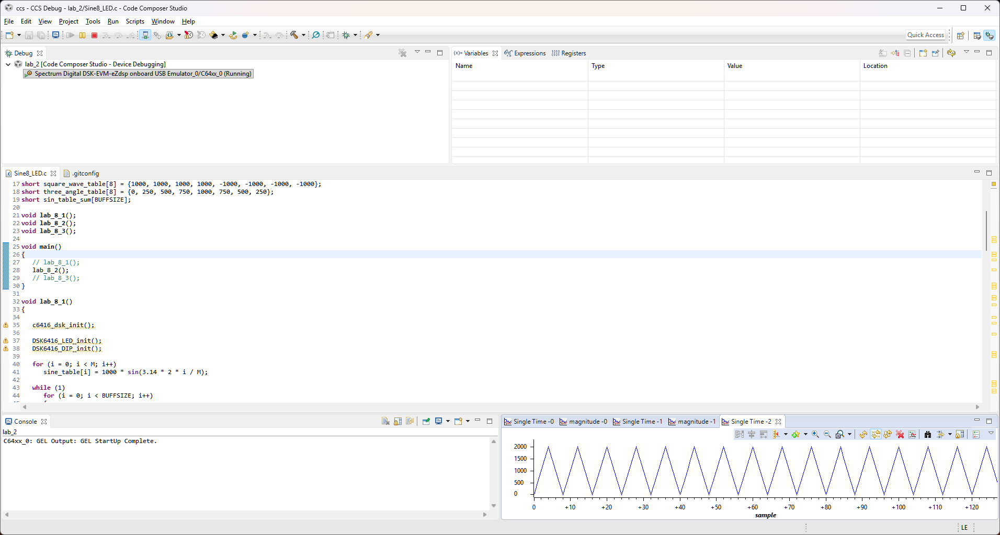 ccs - CCS Debug - lab_2/Sine8_LED.c - Code Composer Studio
File Edit View Project Tools Run Scripts Window Help
Quick Access
Debug
lab_2 [Code Composer Studio - Device Debugging]
Spectrum Digital DSK-EVM-eZdsp onboard USB Emulator_0/C64xx_0 (Running)
(x)= Variables Expressions 1010 0101 Registers
Name Type Value Location
Sine8_LED.c .gitconfig
17 short square_wave_table[8] = {1000, 1000, 1000, 1000, -1000, -1000, -1000, -1000};
18 short three_angle_table[8] = {0, 250, 500, 750, 1000, 750, 500, 250};
19 short sin_table_sum[BUFFSIZE];
20
21 void lab_8_1();
22 void lab_8_2();
23 void lab_8_3();
24
25 void main()
26 {
27 // lab_8_1();
28 lab_8_2();
29 // lab_8_3();
30 }
31
32 void lab_8_1()
33 {
34
35 c6416_dsk_init();
36
37 DSK6416_LED_init();
38 DSK6416_DIP_init();
39
40 for (i = 0; i < M; i++)
41 sine_table[i] = 1000 * sin(3.14 * 2 * i / M);
42
43 while (1)
44 for (i = 0; i < BUFFSIZE; i++)
Console
lab_2
C64xx_0: GEL Output: GEL StartUp Complete.
Single Time -0 magnitude -0 Single Time -1 magnitude -1 Single Time -2
2000
1500
1000
500
0
0 +10 +20 +30 +40 +50 +60 +70 +80 +90 +100 +110 +120
sample
LE